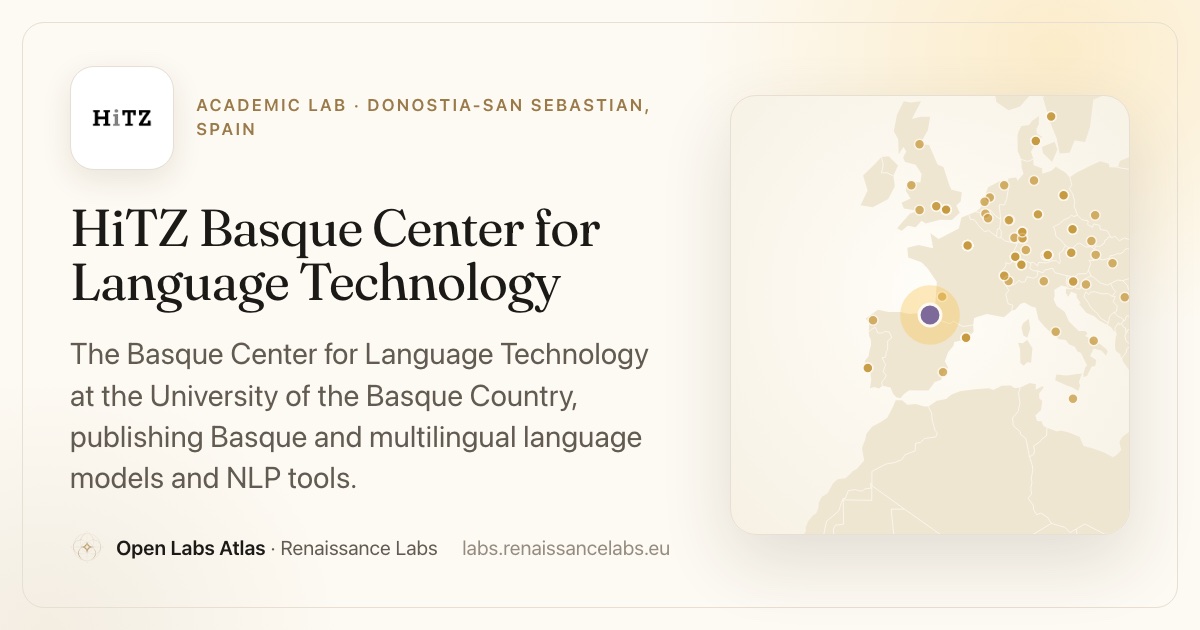 HiTZ
ACADEMIC LAB · DONOSTIA-SAN SEBASTIAN,
SPAIN
HiTZ Basque Center for
Language Technology
The Basque Center for Language Technology
at the University of the Basque Country,
publishing Basque and multilingual language
models and NLP tools.
Open Labs Atlas · Renaissance Labs labs.renaissancelabs.eu